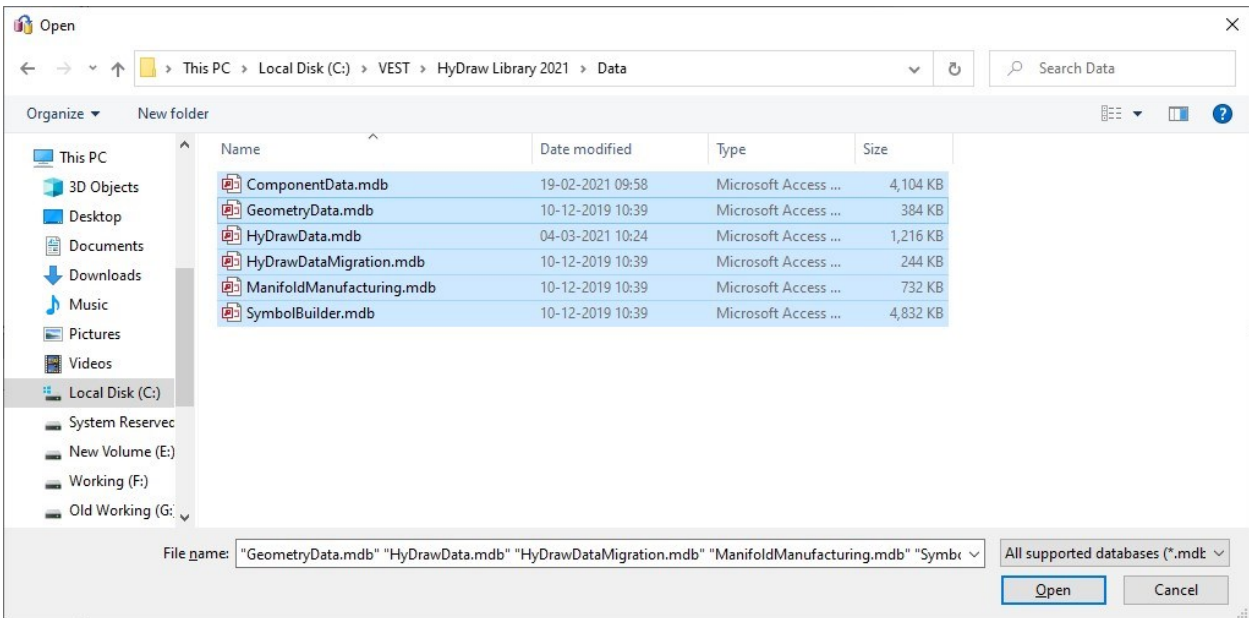 Open
This PC > Local Disk (C:) > VEST > HyDraw Library 2021 > Data
Search Data
Organize
New folder
Name Date modified Type Size
This PC
3D Objects
Desktop
Documents
Downloads
Music
Pictures
Videos
Local Disk (C:)
System Reserved
New Volume (E:)
Working (F:)
Old Working (G:
ComponentData.mdb 19-02-2021 09:58 Microsoft Access ... 4,104 KB
GeometryData.mdb 10-12-2019 10:39 Microsoft Access ... 384 KB
HyDrawData.mdb 04-03-2021 10:24 Microsoft Access ... 1,216 KB
HyDrawDataMigration.mdb 10-12-2019 10:39 Microsoft Access ... 244 KB
ManifoldManufacturing.mdb 10-12-2019 10:39 Microsoft Access ... 732 KB
SymbolBuilder.mdb 10-12-2019 10:39 Microsoft Access ... 4,832 KB
File name: "GeometryData.mdb" "HyDrawData.mdb" "HyDrawDataMigration.mdb" "ManifoldManufacturing.mdb" "Symbo
All supported databases (*.mdb
Open
Cancel